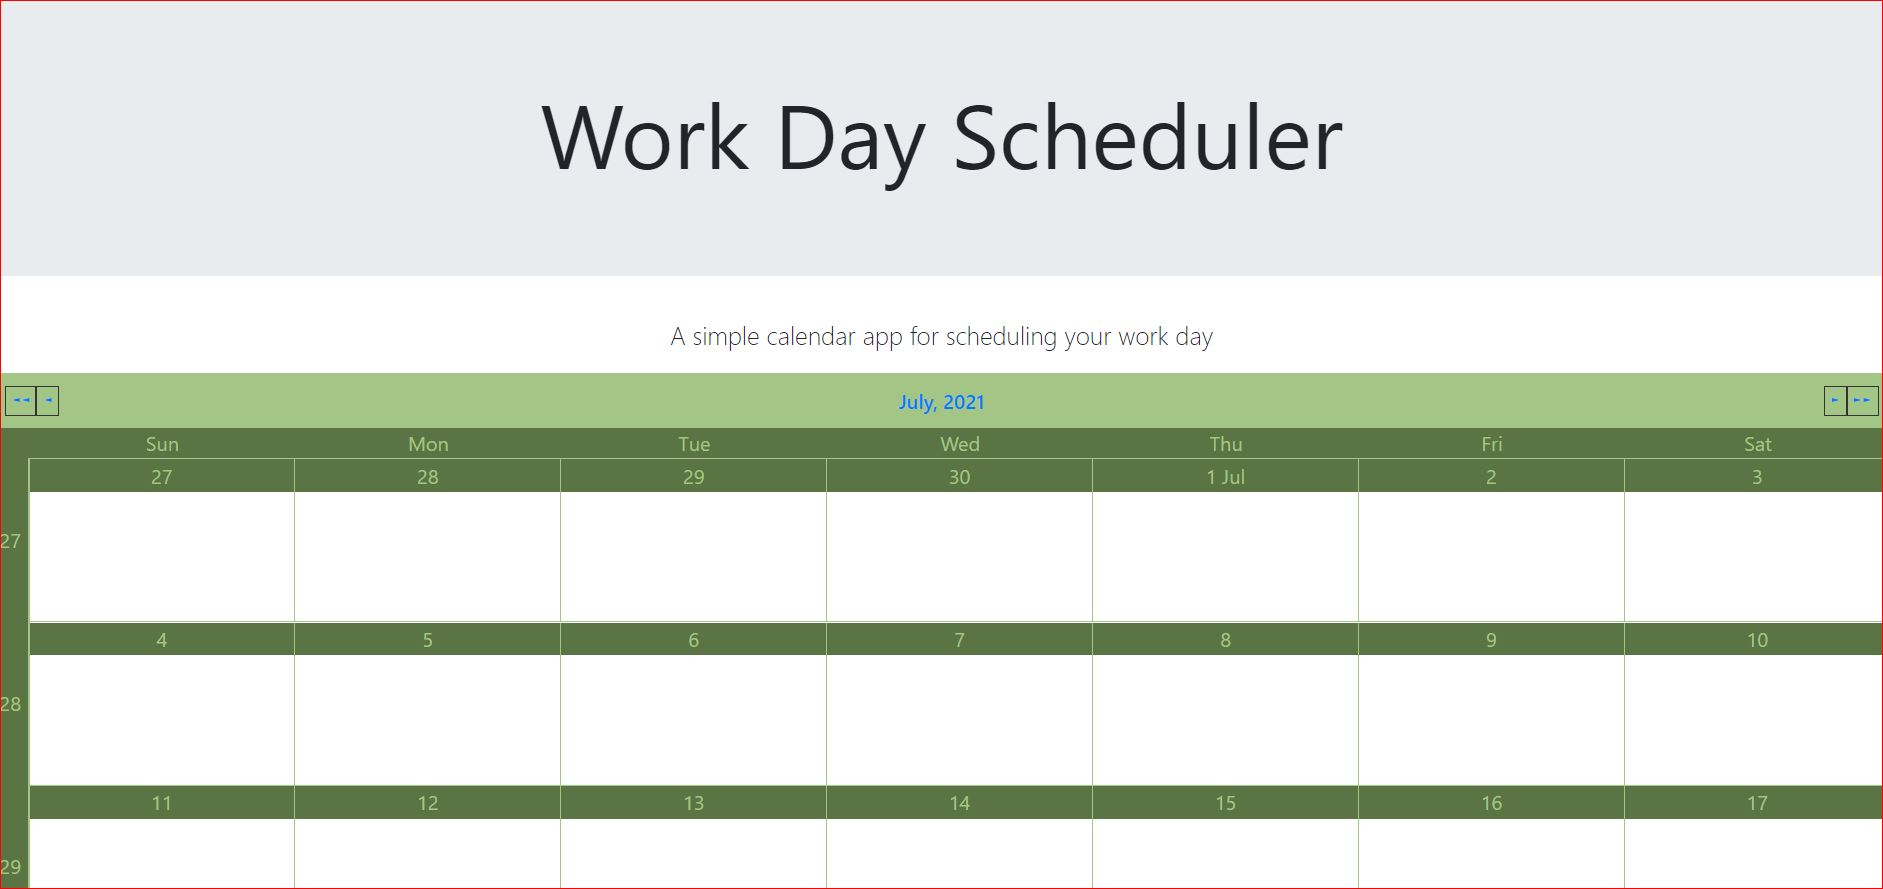 Work Day Scheduler
A simple calendar app for scheduling your work day
◄◄ ◄ July, 2021 ► ►►
Sun Mon Tue Wed Thu Fri Sat
27 28 29 30 1 Jul 2 3
27
4 5 6 7 8 9 10
28
11 12 13 14 15 16 17
29